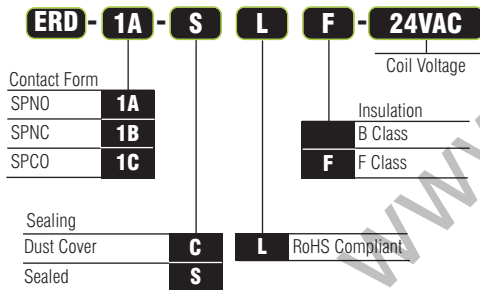 ERD - 1A - S L F - 24VAC
Coil Voltage
Contact Form
SPNO 1A
SPNC 1B
SPCO 1C
Insulation
B Class
F F Class
Sealing
Dust Cover C
Sealed S
L RoHS Compliant